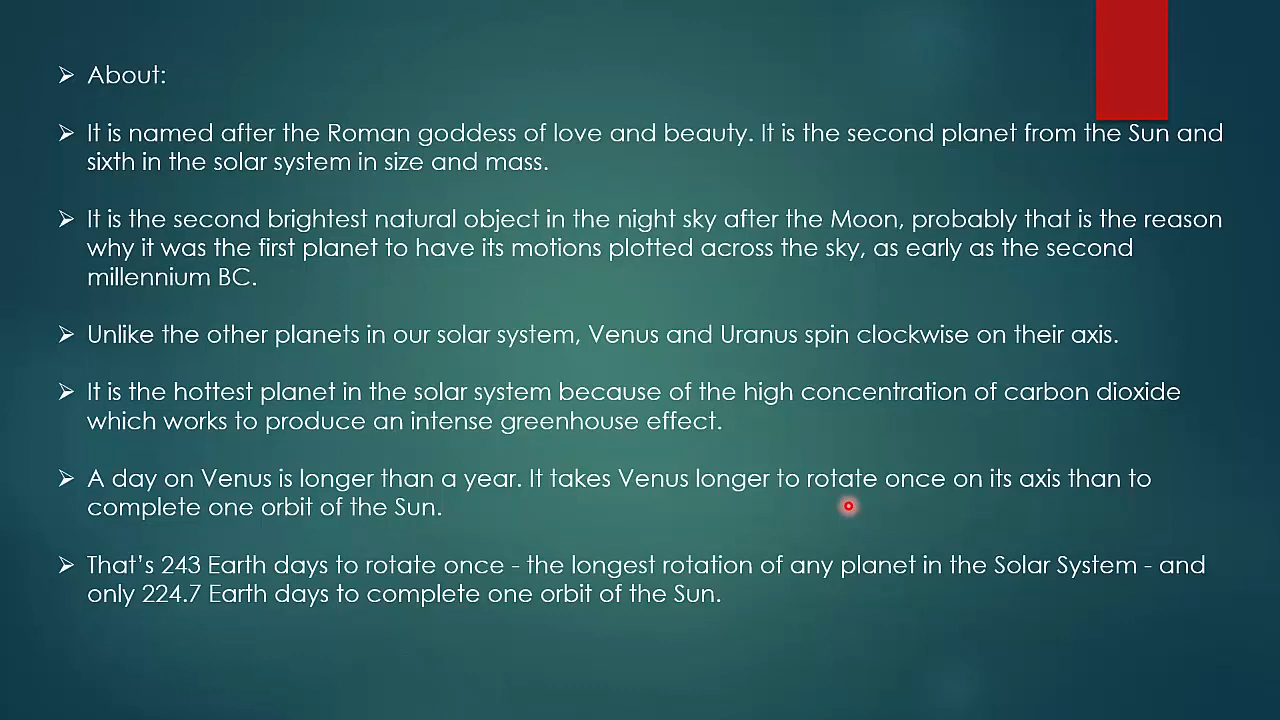 ➢ About:
➢ It is named after the Roman goddess of love and beauty. It is the second planet from the Sun and
sixth in the solar system in size and mass.
➢ It is the second brightest natural object in the night sky after the Moon, probably that is the reason
why it was the first planet to have its motions plotted across the sky, as early as the second
millennium BC.
➢ Unlike the other planets in our solar system, Venus and Uranus spin clockwise on their axis.
➢ It is the hottest planet in the solar system because of the high concentration of carbon dioxide
which works to produce an intense greenhouse effect.
➢ A day on Venus is longer than a year. It takes Venus longer to rotate once on its axis than to
complete one orbit of the Sun.
➢ That’s 243 Earth days to rotate once - the longest rotation of any planet in the Solar System - and
only 224.7 Earth days to complete one orbit of the Sun.